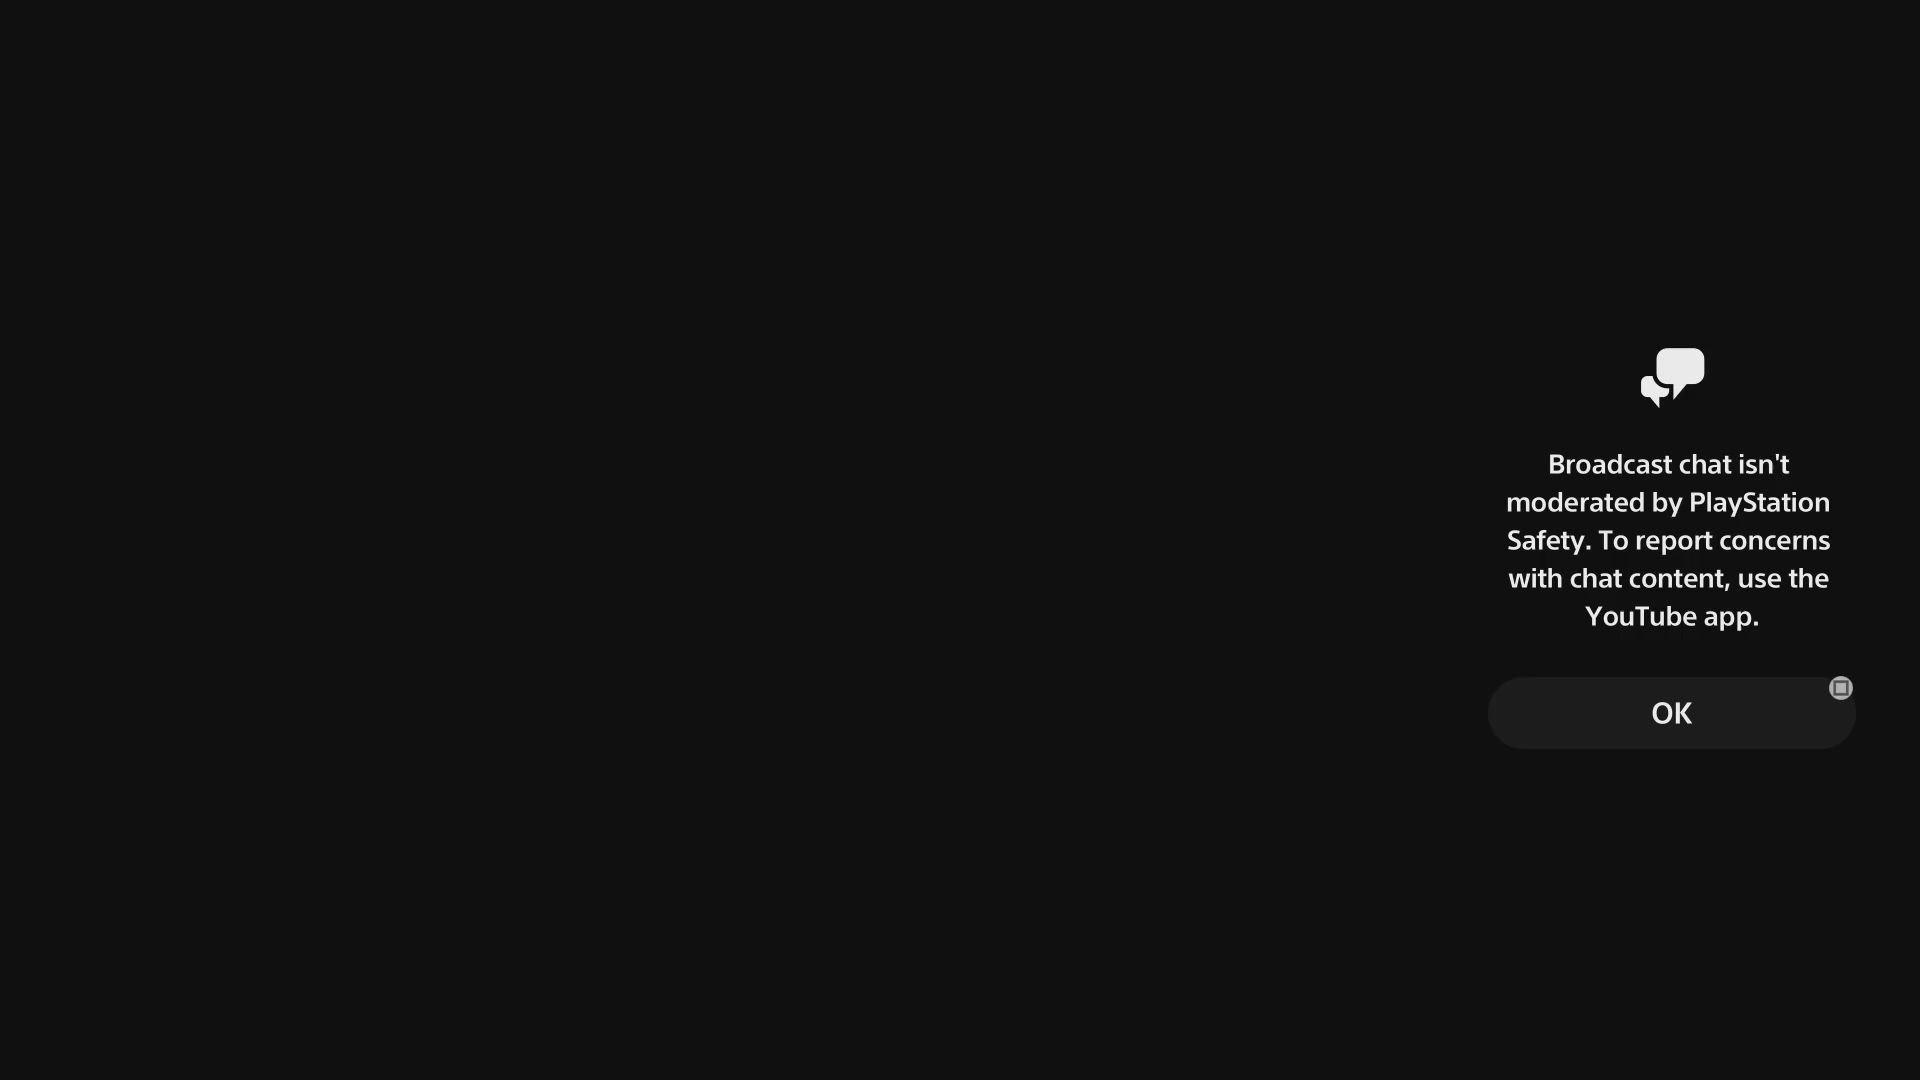 Broadcast chat isn't
moderated by PlayStation
Safety. To report concerns
with chat content, use the
YouTube app.
OK